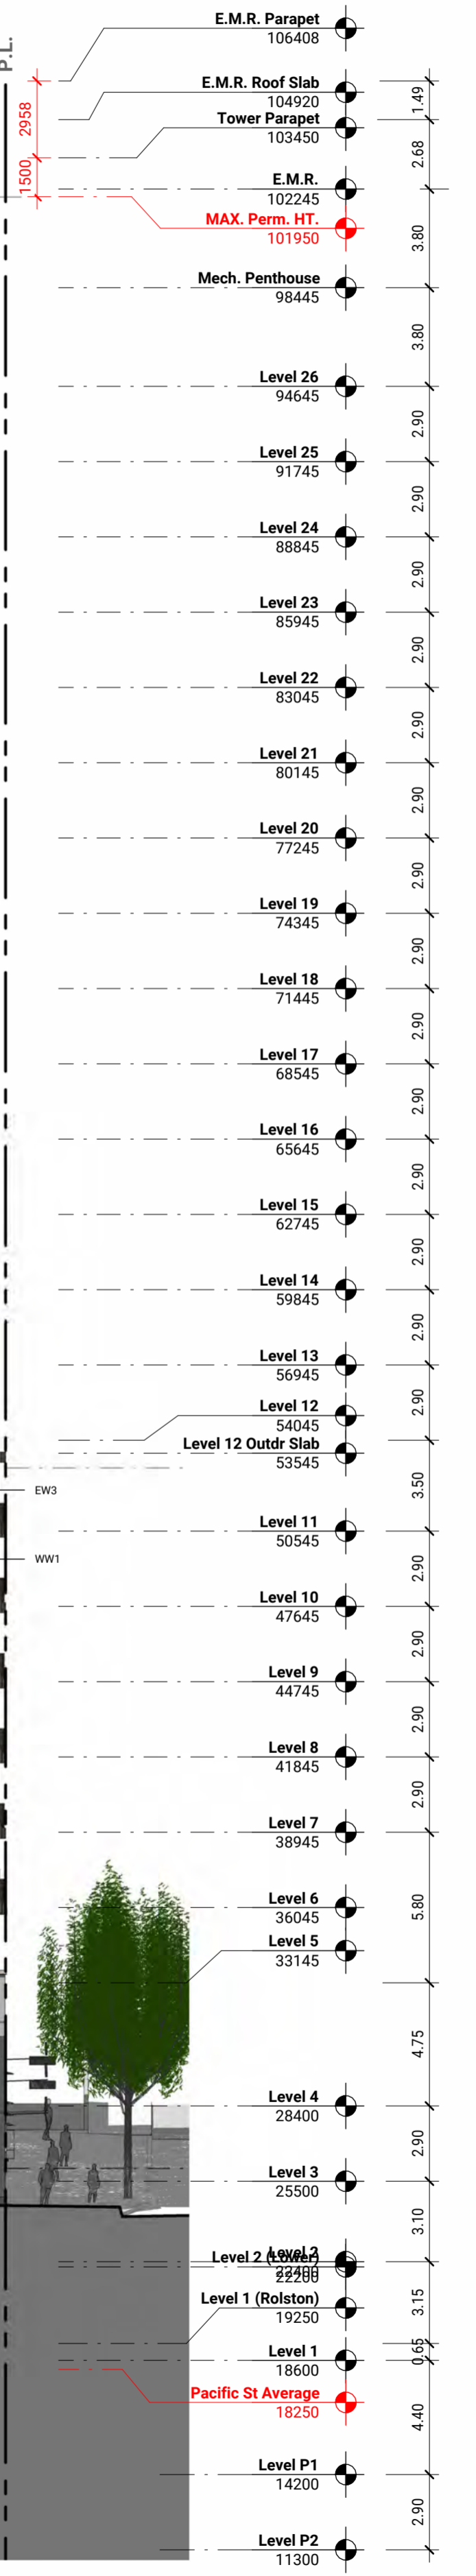 P.L.
E.M.R. Parapet
106408
E.M.R. Roof Slab
104920
1.49
2958
Tower Parapet
103450
2.68
1500
E.M.R.
102245
MAX. Perm. HT.
101950
3.80
Mech. Penthouse
98445
3.80
Level 26
94645
2.90
Level 25
91745
2.90
Level 24
88845
2.90
Level 23
85945
2.90
Level 22
83045
2.90
Level 21
80145
2.90
Level 20
77245
2.90
Level 19
74345
2.90
Level 18
71445
2.90
Level 17
68545
2.90
Level 16
65645
2.90
Level 15
62745
2.90
Level 14
59845
2.90
Level 13
56945
2.90
Level 12
54045
Level 12 Outdr Slab
53545
3.50
EW3
Level 11
50545
2.90
WW1
Level 10
47645
2.90
Level 9
44745
2.90
Level 8
41845
2.90
Level 7
38945
5.80
Level 6
36045
Level 5
33145
4.75
Level 4
28400
2.90
Level 3
25500
3.10
Level 2
22400
Level 2 (Lower)
22200
3.15
Level 1 (Rolston)
19250
0.65
Level 1
18600
Pacific St Average
18250
4.40
Level P1
14200
2.90
Level P2
11300